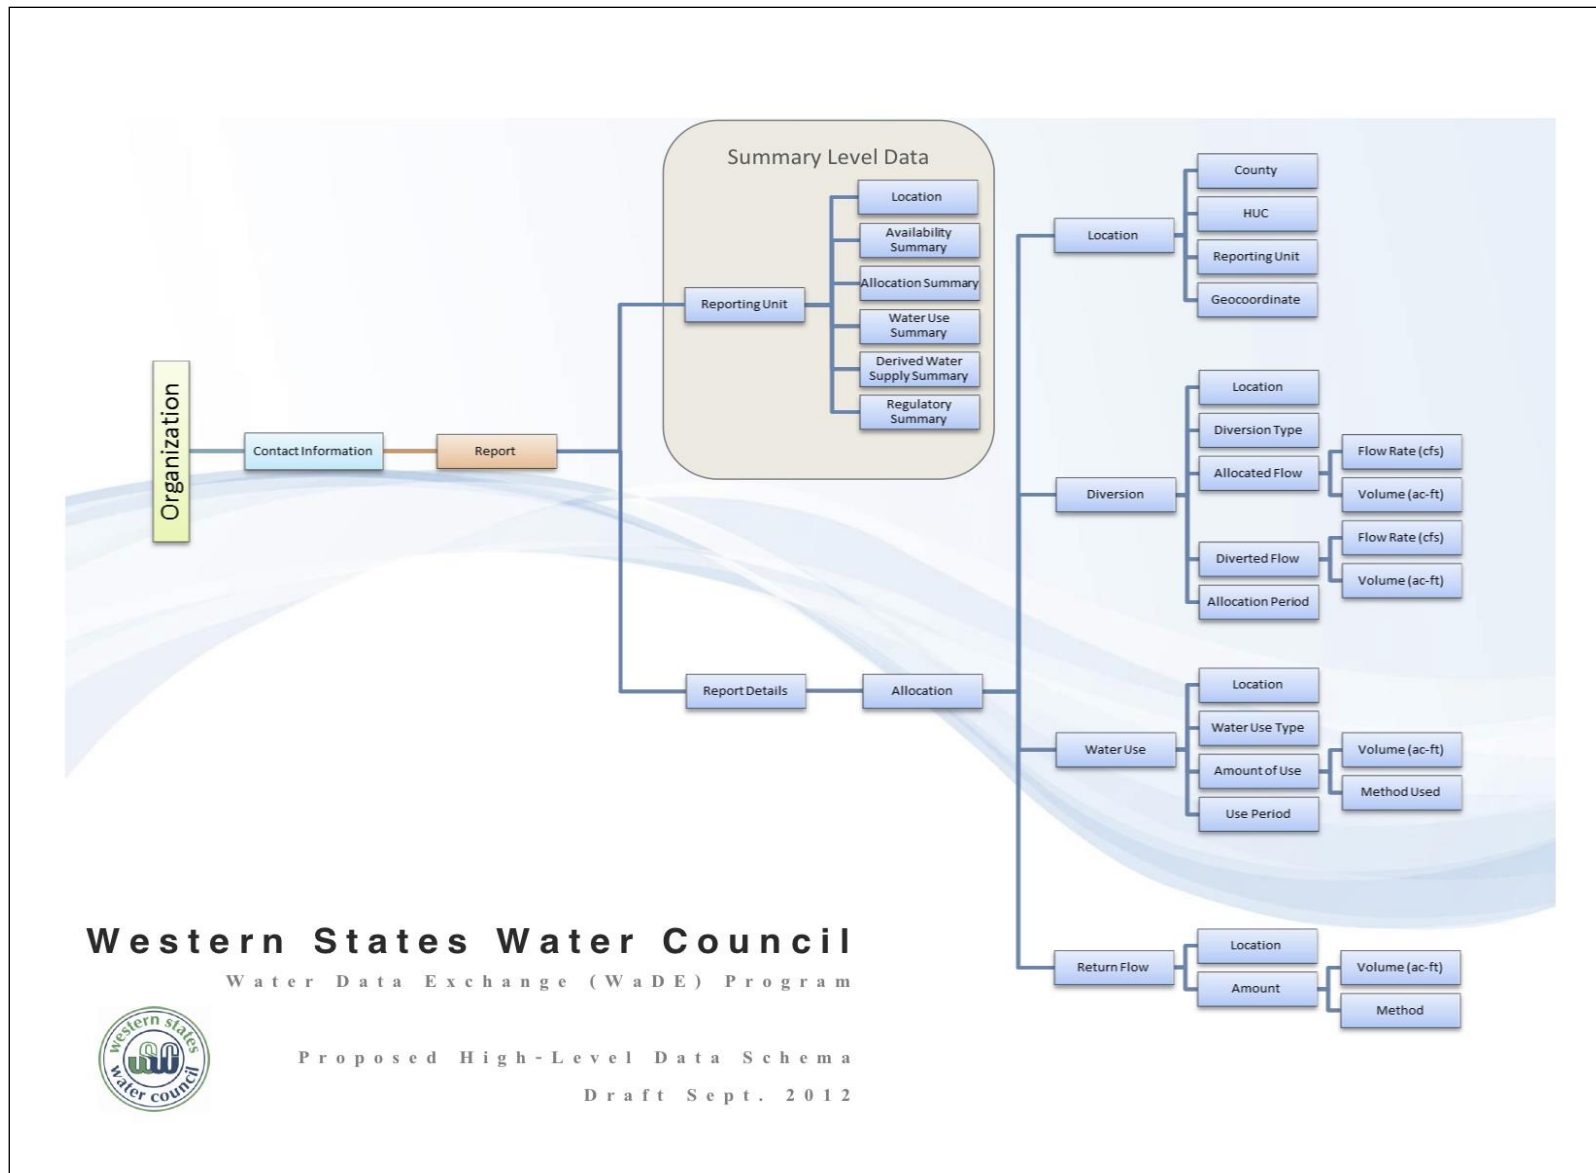 Summary Level Data
Location
Availability
Summary
Allocation Summary
Reporting Unit
Water Use
Summary
Derived Water
Supply Summary
Regulatory
Summary
Organization
Contact Information
Report
Report Details
Allocation
Location
County
HUC
Reporting Unit
Geocoordinate
Diversion
Location
Diversion Type
Allocated Flow
Flow Rate (cfs)
Volume (ac-ft)
Diverted Flow
Flow Rate (cfs)
Volume (ac-ft)
Allocation Period
Water Use
Location
Water Use Type
Amount of Use
Volume (ac-ft)
Method Used
Use Period
Return Flow
Location
Amount
Volume (ac-ft)
Method
Western States Water Council
Water Data Exchange (WaDE) Program
western states
WSWC
water council
Proposed High-Level Data Schema
Draft Sept. 2012